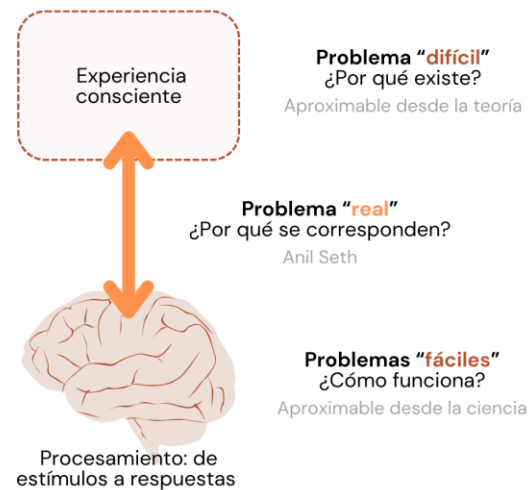 Experiencia
consciente
Problema “difícil”
¿Por qué existe?
Aproximable desde la teoría
Problema “real”
¿Por qué se corresponden?
Anil Seth
Problemas “fáciles”
¿Cómo funciona?
Aproximable desde la ciencia
Procesamiento: de
estímulos a respuestas